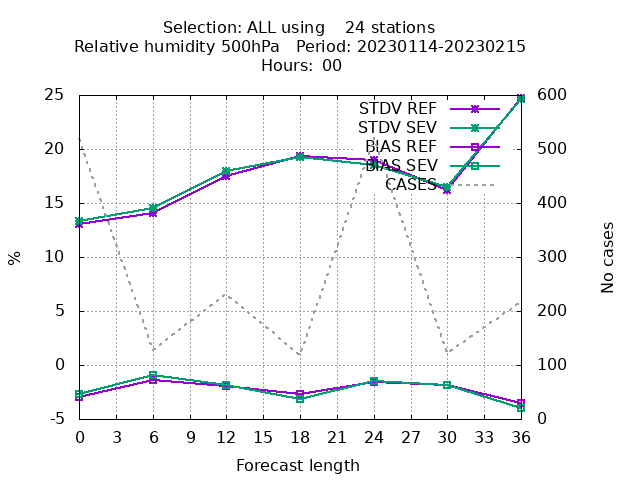 Selection: ALL using    24 stations
Relative humidity 500hPa   Period: 20230114-20230215
Hours: 00
25 600
STDV REF
STDV SEV
BIAS REF
BIAS SEV
CASES
20 500
15 400
10 300
5 200
0 100
-5 0
%
No cases
0 3 6 9 12 15 18 21 24 27 30 33 36
Forecast length